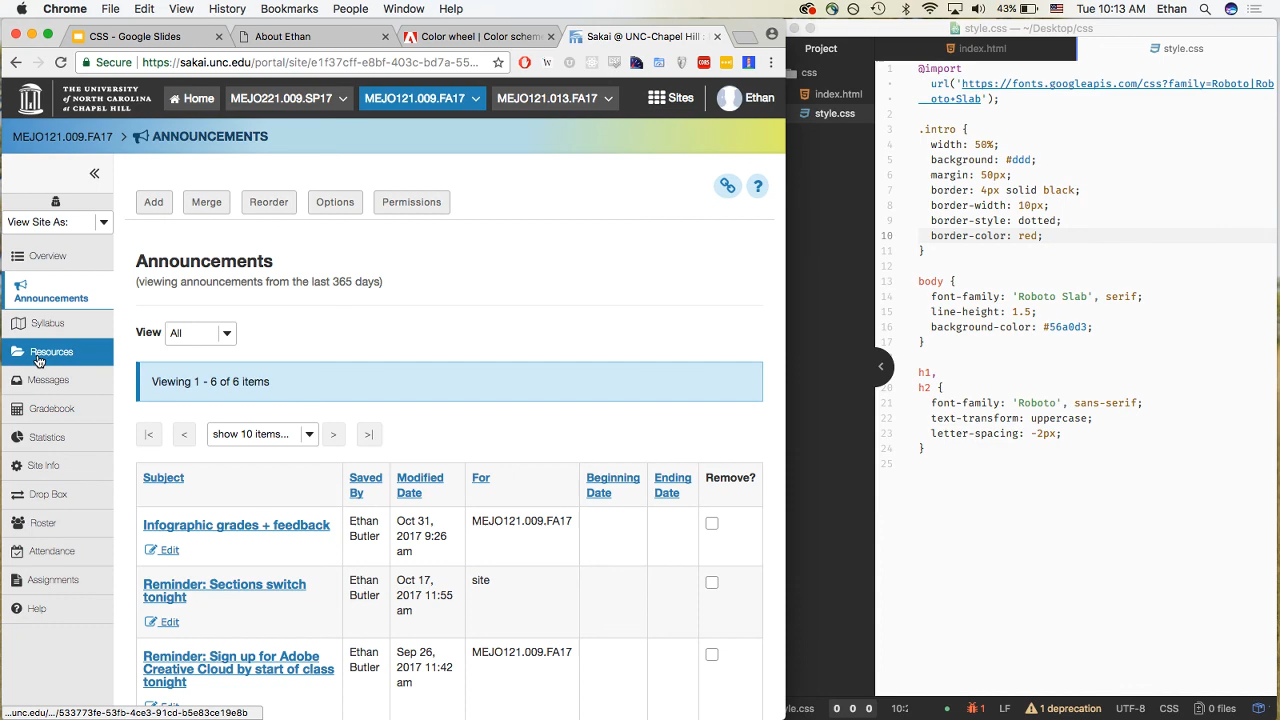 Chrome File Edit View History Bookmarks People Window Help
Thu 10:13 AM Ethan
Google Slides
Color wheel | Color schem
Sakai @ UNC-Chapel Hill :
Secure https://sakai.unc.edu/portal/site/e1f37cff-e8bf-403c-bd7a-c5...
THE UNIVERSITY
of NORTH CAROLINA
at CHAPEL HILL
Home
MEJO121.009.SP17
MEJO121.009.FA17
MEJO121.013.FA17
Sites
Ethan
MEJO121.009.FA17 > ANNOUNCEMENTS
View Site As:
Overview
Announcements
Syllabus
Resources
Messages
Gradebook
Statistics
Site Info
Drop Box
Roster
Attendance
Assignments
Help
Add
Merge
Reorder
Options
Permissions
Announcements
(viewing announcements from the last 365 days)
View All
Viewing 1 - 6 of 6 items
|< < show 10 items... > >|
Subject
Saved By
Modified Date
For
Beginning Date
Ending Date
Remove?
Infographic grades + feedback
Edit
Ethan Butler
Oct 31, 2017 9:26 am
MEJO121.009.FA17
Reminder: Sections switch tonight
Edit
Ethan Butler
Oct 17, 2017 11:55 am
site
Reminder: Sign up for Adobe Creative Cloud by start of class tonight
Ethan Butler
Sep 26, 2017 11:42 am
MEJO121.009.FA17
style.css — ~/Desktop/css
Project
css
index.html
style.css
index.html
style.css
1 @import
url('https://fonts.googleapis.com/css?family=Roboto|Rob
oto+Slab');
2
3 .intro {
4 width: 50%;
5 background: #ddd;
6 margin: 50px;
7 border: 4px solid black;
8 border-width: 10px;
9 border-style: dotted;
10 border-color: red;
11 }
12
13 body {
14 font-family: 'Roboto Slab', serif;
15 line-height: 1.5;
16 background-color: #56a0d3;
17 }
h1,
20 h2 {
21 font-family: 'Roboto', sans-serif;
22 text-transform: uppercase;
23 letter-spacing: -2px;
24 }
25
yle.css 0 0 0 10:2 1 LF 1 deprecation UTF-8 CSS 0 files